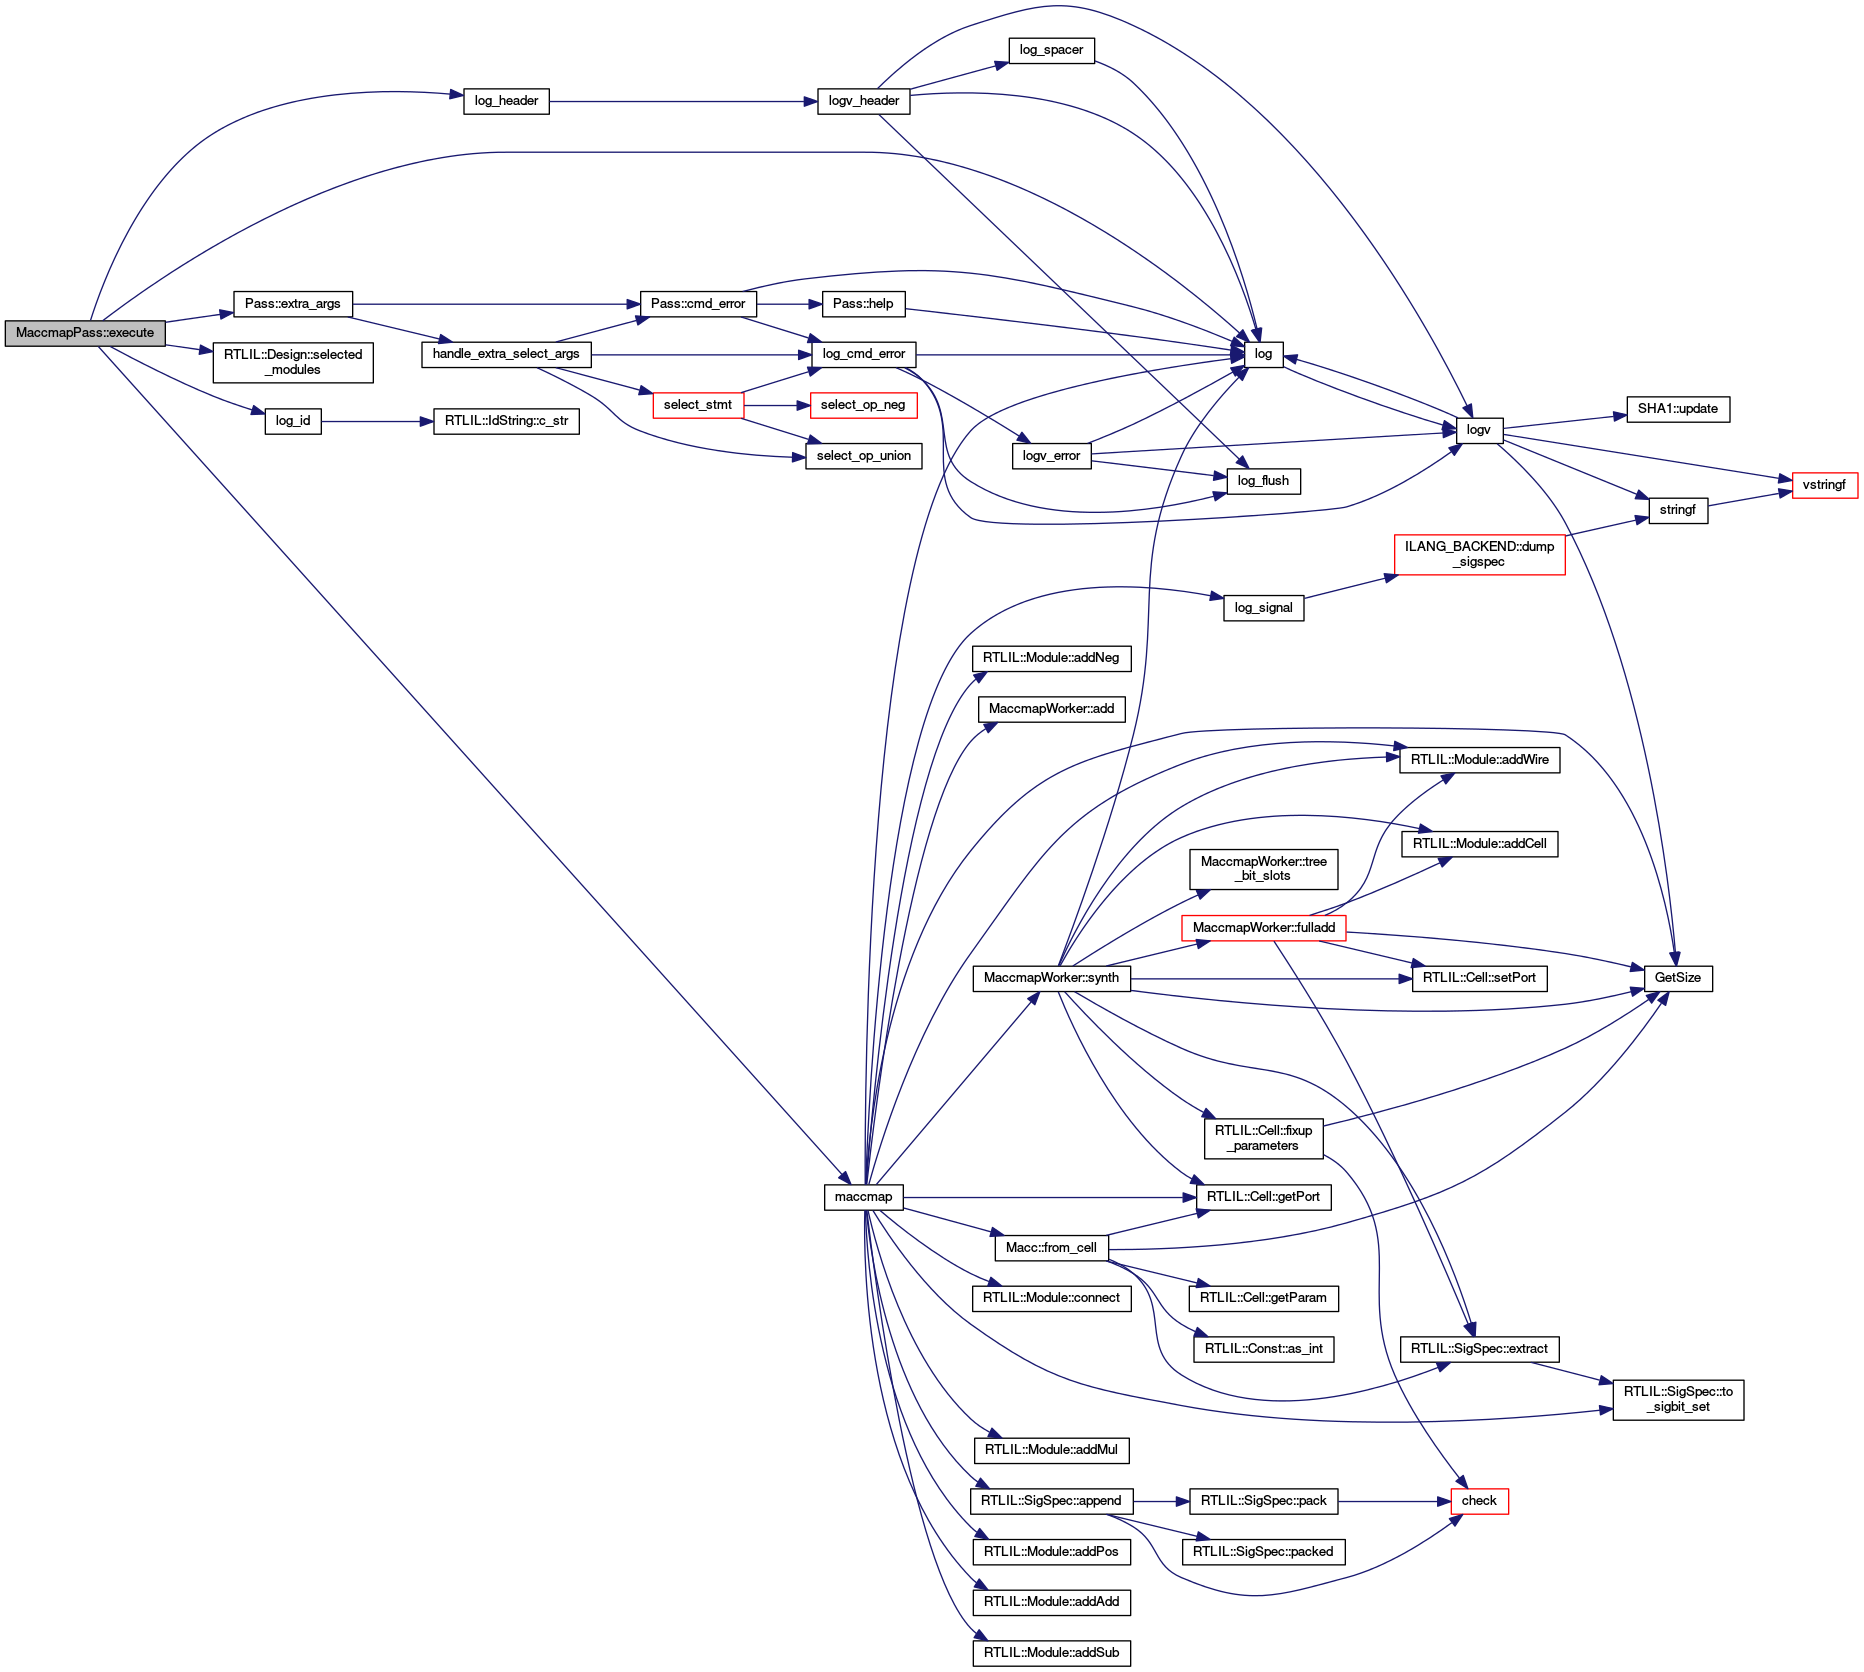 log_spacer
log_header
logv_header
MaccmapPass::execute
Pass::extra_args
Pass::cmd_error
Pass::help
RTLIL::Design::selected
_modules
handle_extra_select_args
log_cmd_error
log
select_stmt
select_op_neg
log_id
RTLIL::IdString::c_str
select_op_union
logv_error
log_flush
logv
SHA1::update
vstringf
stringf
ILANG_BACKEND::dump
_sigspec
log_signal
RTLIL::Module::addNeg
MaccmapWorker::add
RTLIL::Module::addWire
RTLIL::Module::addCell
MaccmapWorker::tree
_bit_slots
MaccmapWorker::fulladd
MaccmapWorker::synth
RTLIL::Cell::setPort
GetSize
RTLIL::Cell::fixup
_parameters
maccmap
RTLIL::Cell::getPort
Macc::from_cell
RTLIL::Module::connect
RTLIL::Cell::getParam
RTLIL::Const::as_int
RTLIL::SigSpec::extract
RTLIL::SigSpec::to
_sigbit_set
RTLIL::Module::addMul
RTLIL::SigSpec::append
RTLIL::SigSpec::pack
check
RTLIL::Module::addPos
RTLIL::SigSpec::packed
RTLIL::Module::addAdd
RTLIL::Module::addSub